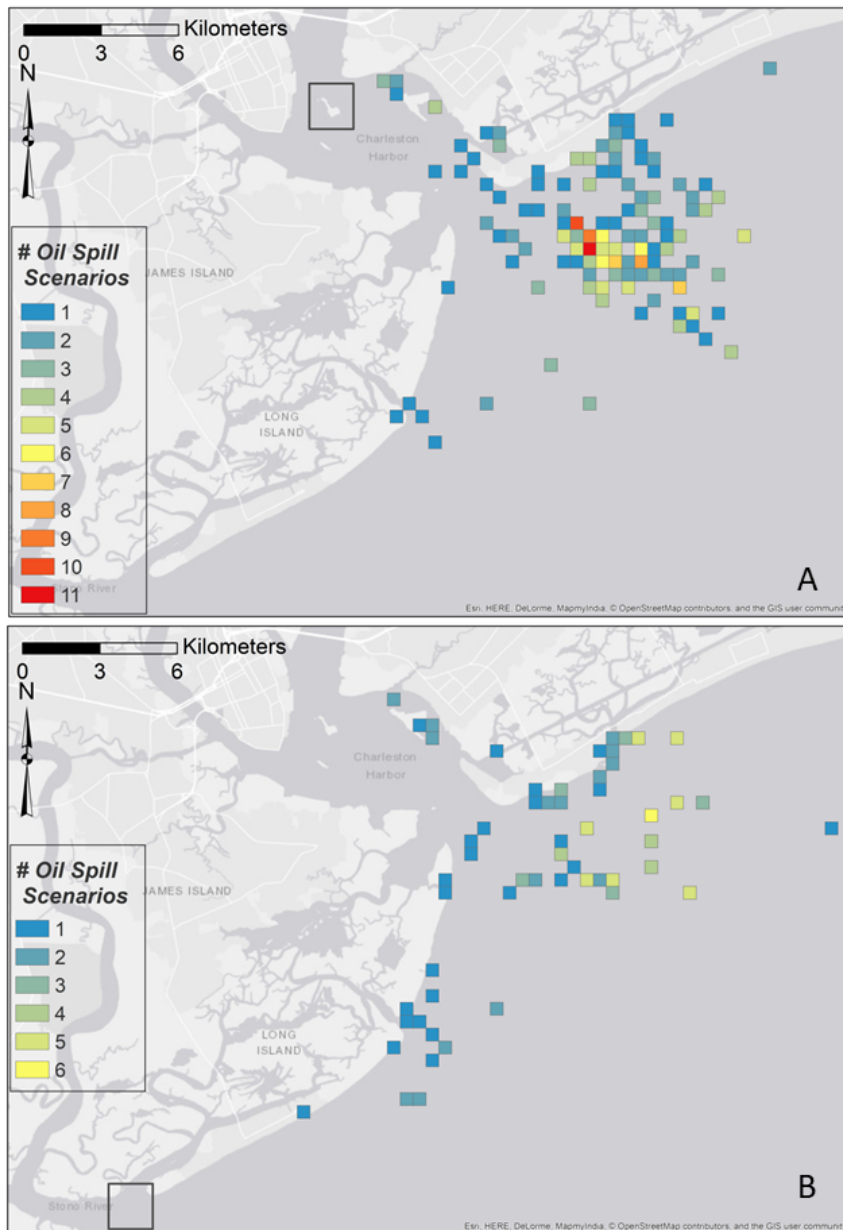 Kilometers
0 3 6
N
Charleston
Harbor
# Oil Spill
Scenarios
JAMES ISLAND
1
2
3
4
LONG
ISLAND
5
6
7
8
9
10
11
Stono River
A
Esri, HERE, DeLorme, MapmyIndia, © OpenStreetMap contributors, and the GIS user communit
Kilometers
0 3 6
N
Charleston
Harbor
# Oil Spill
Scenarios
JAMES ISLAND
1
2
3
4
LONG
ISLAND
5
6
Stono River
B
Esri, HERE, DeLorme, MapmyIndia, © OpenStreetMap contributors, and the GIS user communit